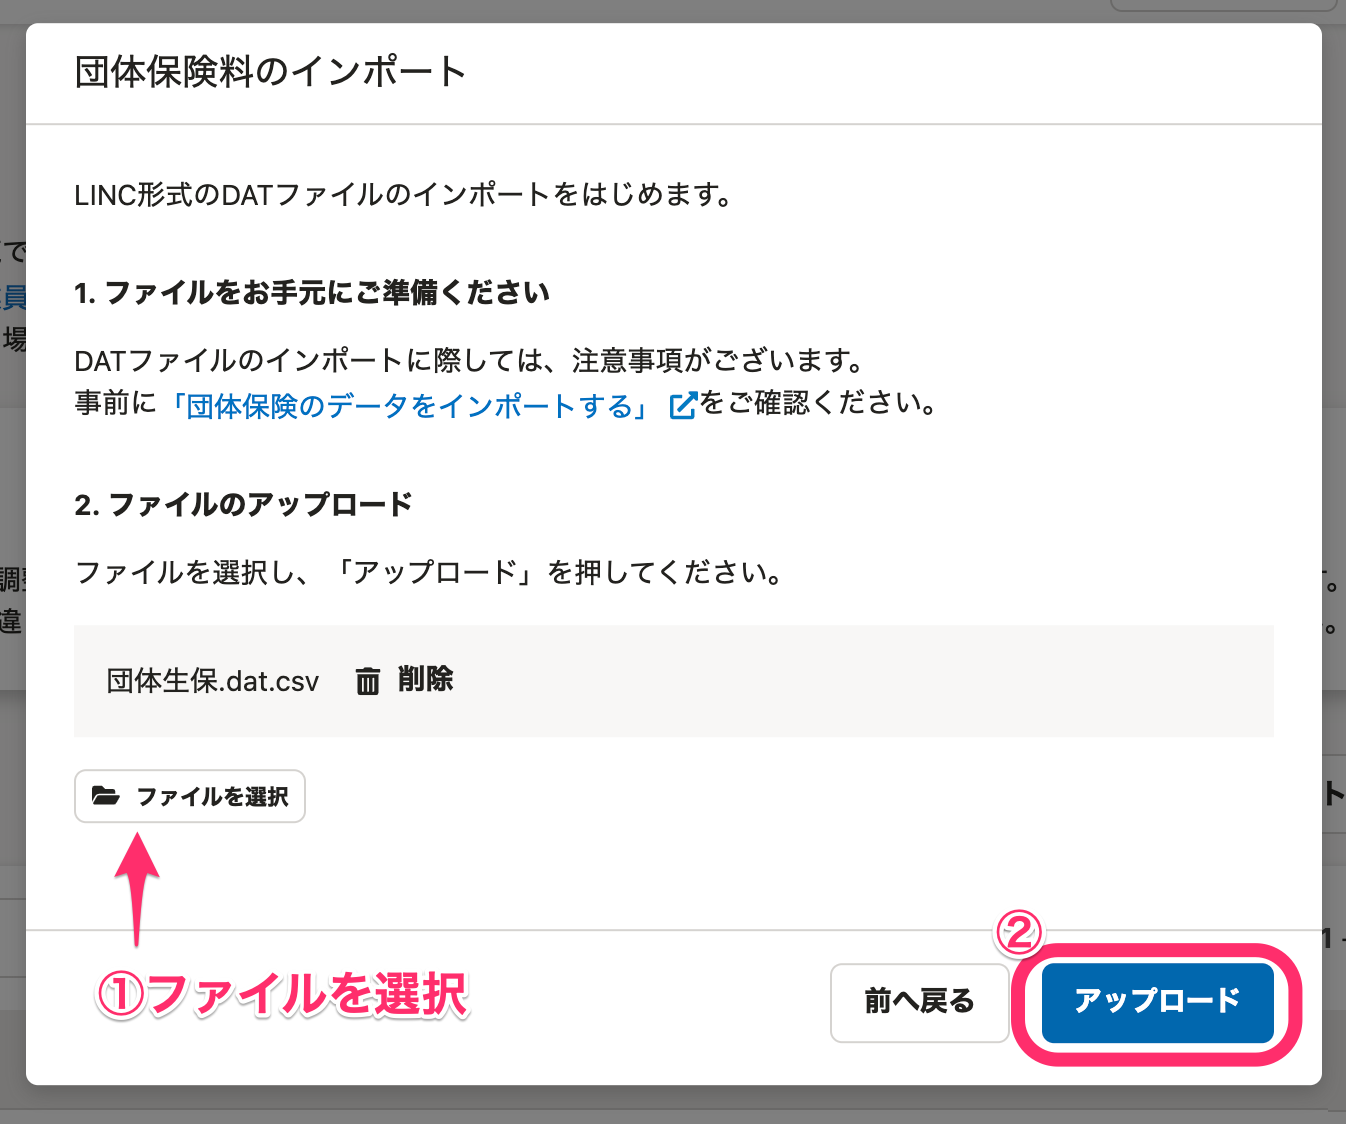 団体保険料のインポート
LINC形式のDATファイルのインポートをはじめます。
で
員
場
1. ファイルをお手元にご準備ください
DATファイルのインポートに際しては、注意事項がございます。
事前に「団体保険のデータをインポートする」をご確認ください。
2. ファイルのアップロード
ファイルを選択し、「アップロード」を押してください。
調
違
。
。
団体生保.dat.csv 削除
ファイルを選択
ト
①ファイルを選択
②
1
前へ戻る
アップロード